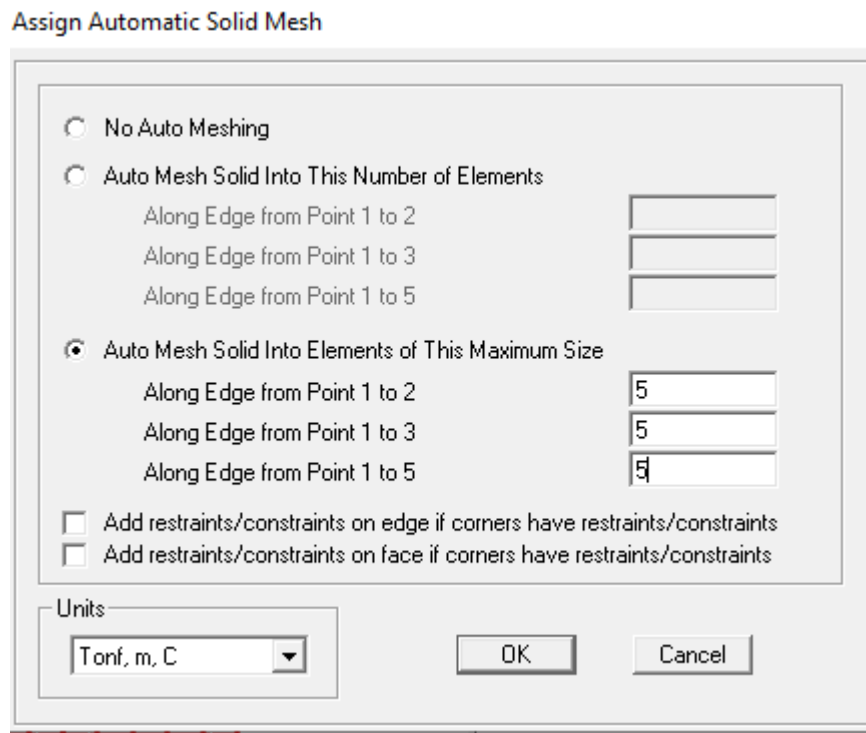 Assign Automatic Solid Mesh
No Auto Meshing
Auto Mesh Solid Into This Number of Elements
Along Edge from Point 1 to 2
Along Edge from Point 1 to 3
Along Edge from Point 1 to 5
Auto Mesh Solid Into Elements of This Maximum Size
Along Edge from Point 1 to 2 5
Along Edge from Point 1 to 3 5
Along Edge from Point 1 to 5 5
Add restraints/constraints on edge if corners have restraints/constraints
Add restraints/constraints on face if corners have restraints/constraints
Units
Tonf, m, C OK Cancel